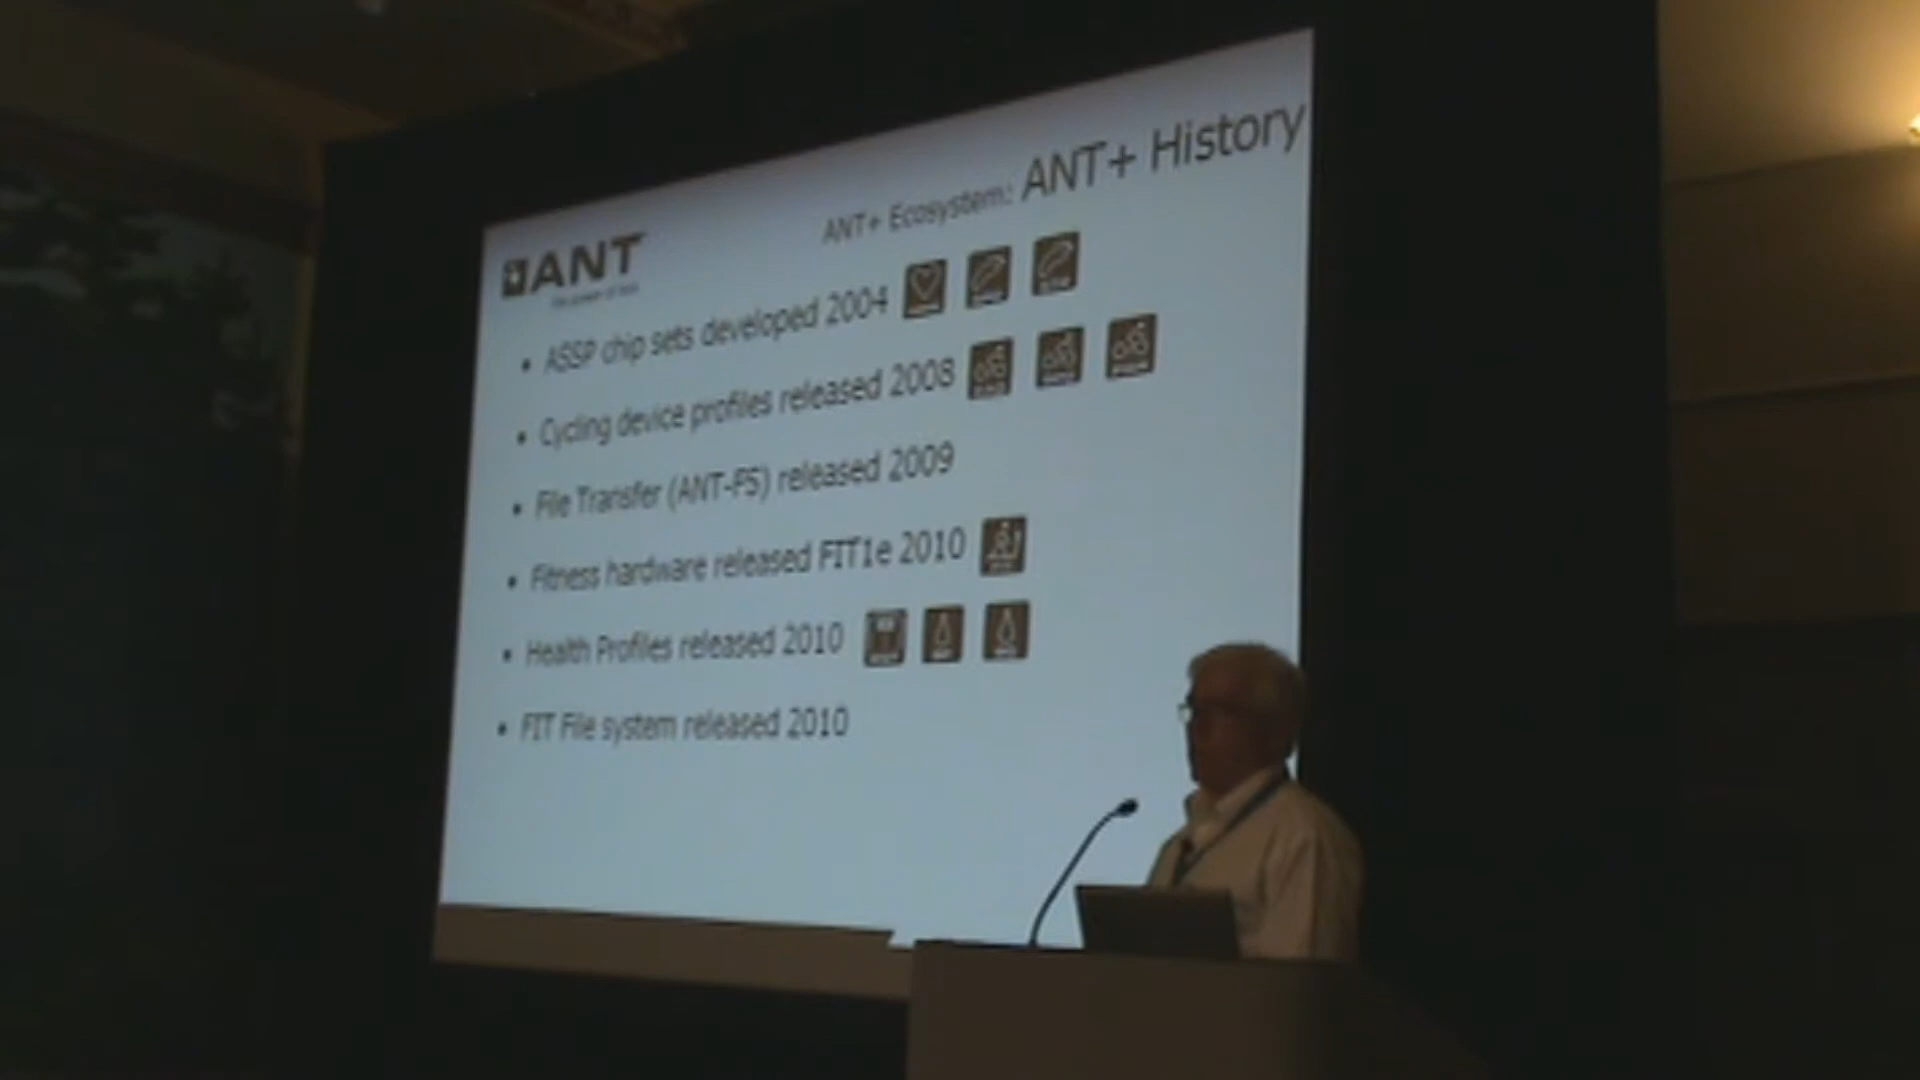 ANT+ Ecosystem: ANT+ History
ANT
• ASSP chip sets developed 2004
• Cycling device profiles released 2008
• File Transfer (ANT-FS) released 2009
• Fitness hardware released FIT1e 2010
• Health Profiles released 2010
• FIT File system released 2010